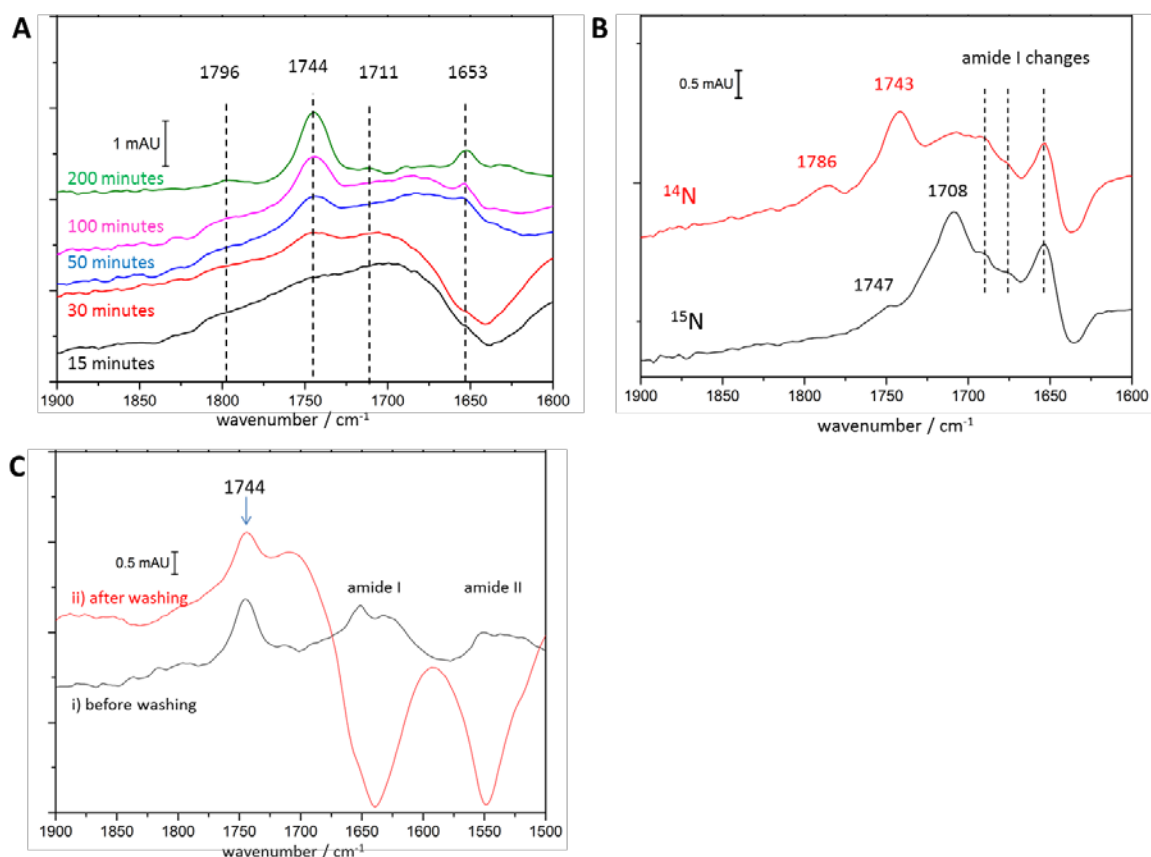 A
1796
1744
1711
1653
1 mAU
200 minutes
100 minutes
50 minutes
30 minutes
15 minutes
1900 1850 1800 1750 1700 1650 1600
wavenumber / cm⁻¹
B
amide I changes
0.5 mAU
1743
1786
1708
¹⁴N
1747
¹⁵N
1900 1850 1800 1750 1700 1650 1600
wavenumber / cm⁻¹
C
1744
0.5 mAU
amide I
amide II
ii) after washing
i) before washing
1900 1850 1800 1750 1700 1650 1600 1550 1500
wavenumber / cm⁻¹